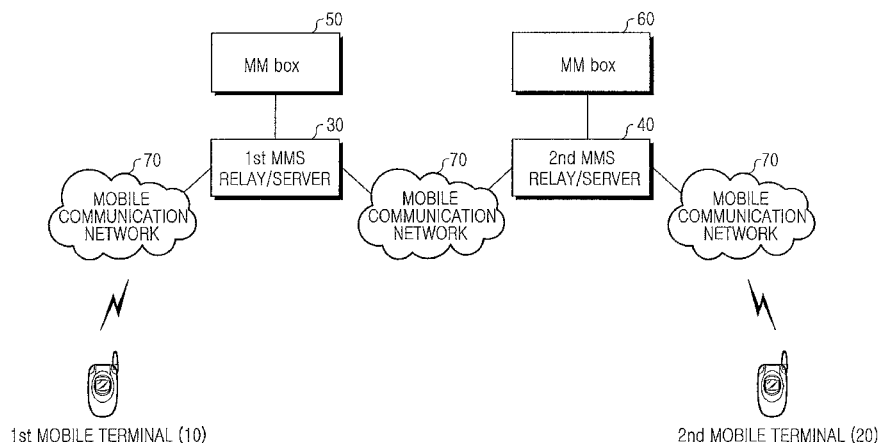 50
60
MM box
MM box
30
40
70
1st MMS
RELAY/SERVER
70
2nd MMS
RELAY/SERVER
70
MOBILE
COMMUNICATION
NETWORK
MOBILE
COMMUNICATION
NETWORK
MOBILE
COMMUNICATION
NETWORK
1st MOBILE TERMINAL (10)
2nd MOBILE TERMINAL (20)